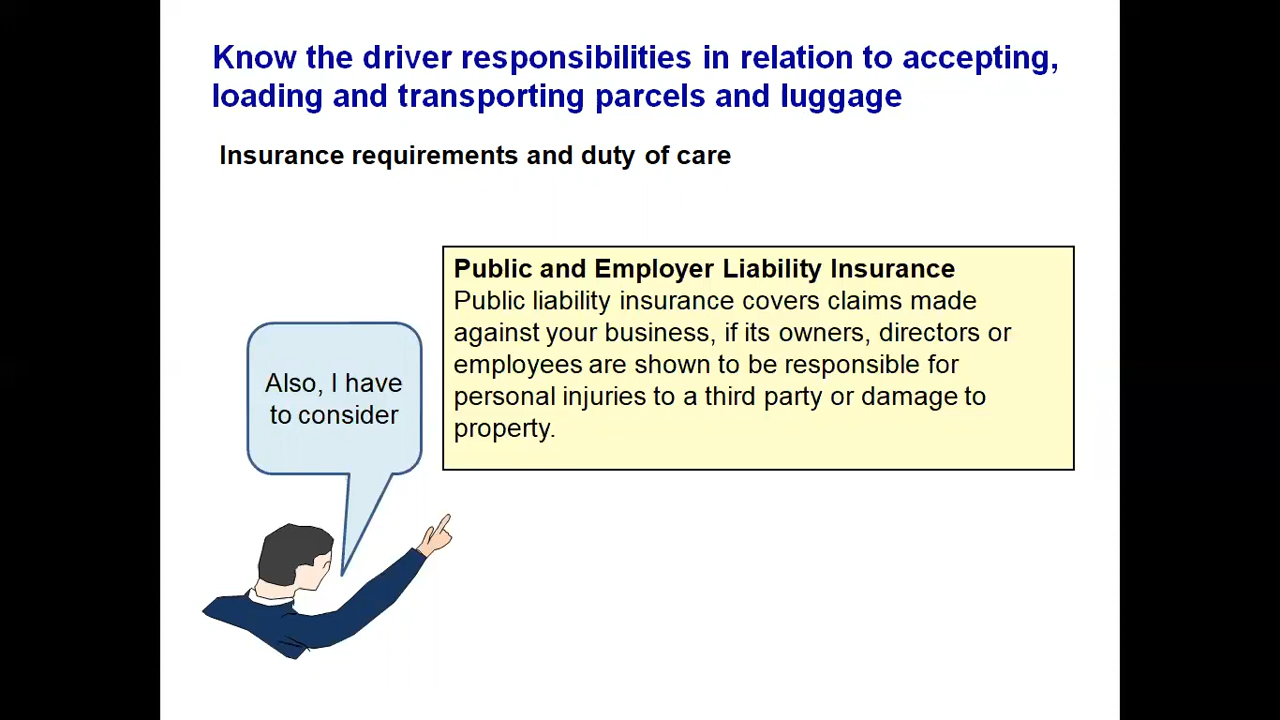 Know the driver responsibilities in relation to accepting,
loading and transporting parcels and luggage
Insurance requirements and duty of care
Public and Employer Liability Insurance
Public liability insurance covers claims made
against your business, if its owners, directors or
employees are shown to be responsible for
personal injuries to a third party or damage to
property.
Also, I have
to consider